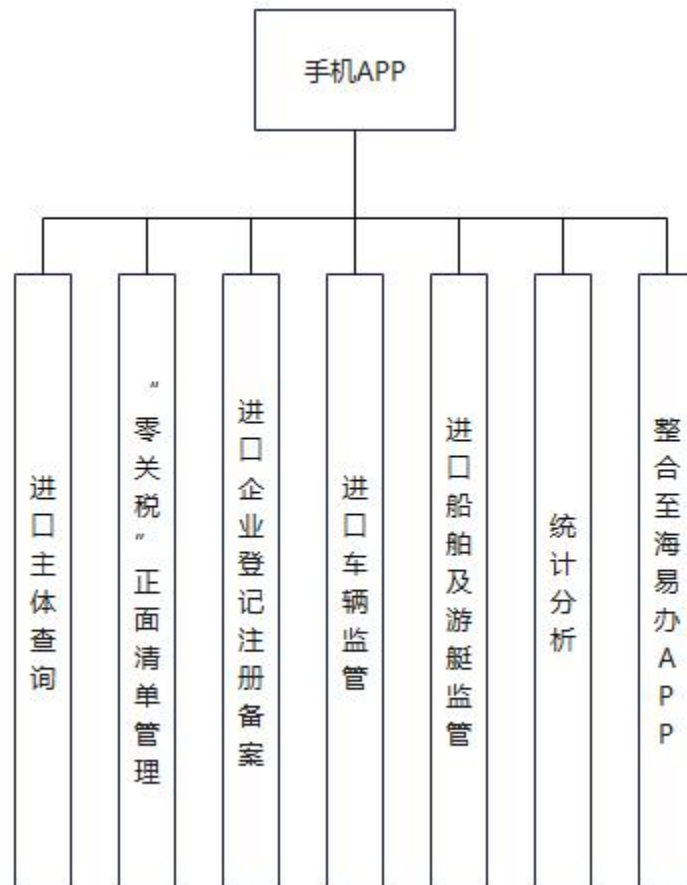 手机APP
进口主体查询
“零关税”正面清单管理
进口企业登记注册备案
进口车辆监管
进口船舶及游艇监管
统计分析
整合至海易办APP